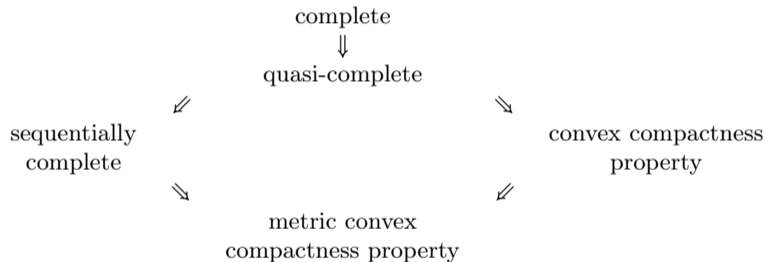 complete
⇓
quasi-complete
⇙ ⇘
sequentially
complete
convex compactness
property
⇘ ⇙
metric convex
compactness property